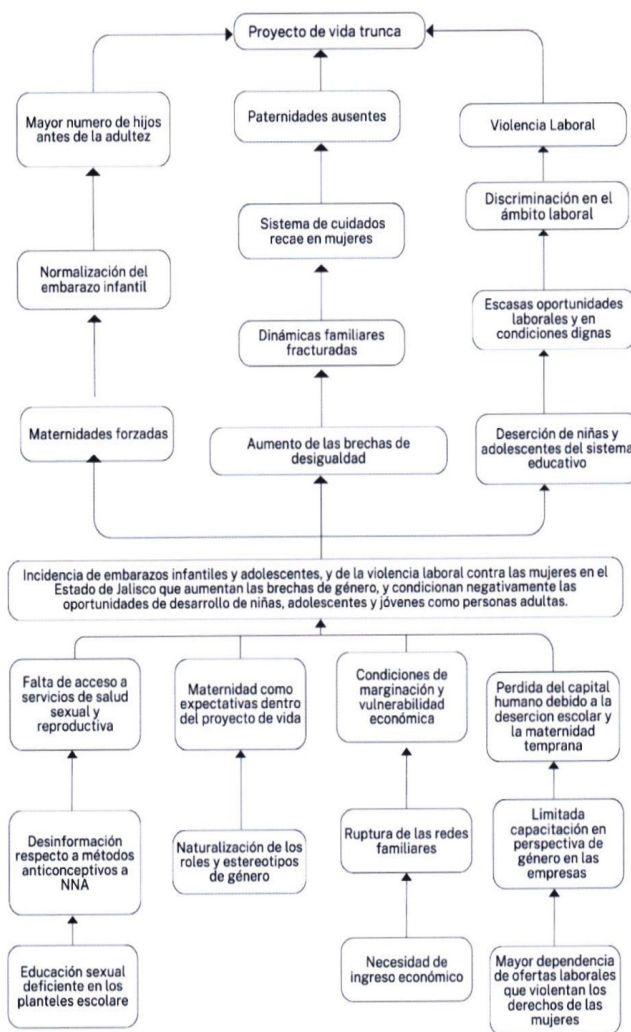 Proyecto de vida trunca
Mayor numero de hijos
antes de la adultez
Paternidades ausentes
Violencia Laboral
Discriminación en el
ámbito laboral
Sistema de cuidados
recae en mujeres
Normalización del
embarazo infantil
Escasas oportunidades
laborales y en
condiciones dignas
Dinámicas familiares
fracturadas
Maternidades forzadas
Aumento de las brechas de
desigualdad
Deserción de niñas y
adolescentes del sistema
educativo
Incidencia de embarazos infantiles y adolescentes, y de la violencia laboral contra las mujeres en el
Estado de Jalisco que aumentan las brechas de género, y condicionan negativamente las
oportunidades de desarrollo de niñas, adolescentes y jóvenes como personas adultas.
Falta de acceso a
servicios de salud
sexual y
reproductiva
Maternidad como
expectativas dentro
del proyecto de vida
Condiciones de
marginación y
vulnerabilidad
económica
Perdida del capital
humano debido a la
desercion escolar y
la maternidad
temprana
Desinformación
respecto a métodos
anticonceptivos a
NNA
Naturalización de los
roles y estereotipos
de género
Ruptura de las redes
familiares
Limitada
capacitación en
perspectiva de
género en las
empresas
Educación sexual
deficiente en los
planteles escolare
Necesidad de
ingreso económico
Mayor dependencia
de ofertas laborales
que violentan los
derechos de las
mujeres